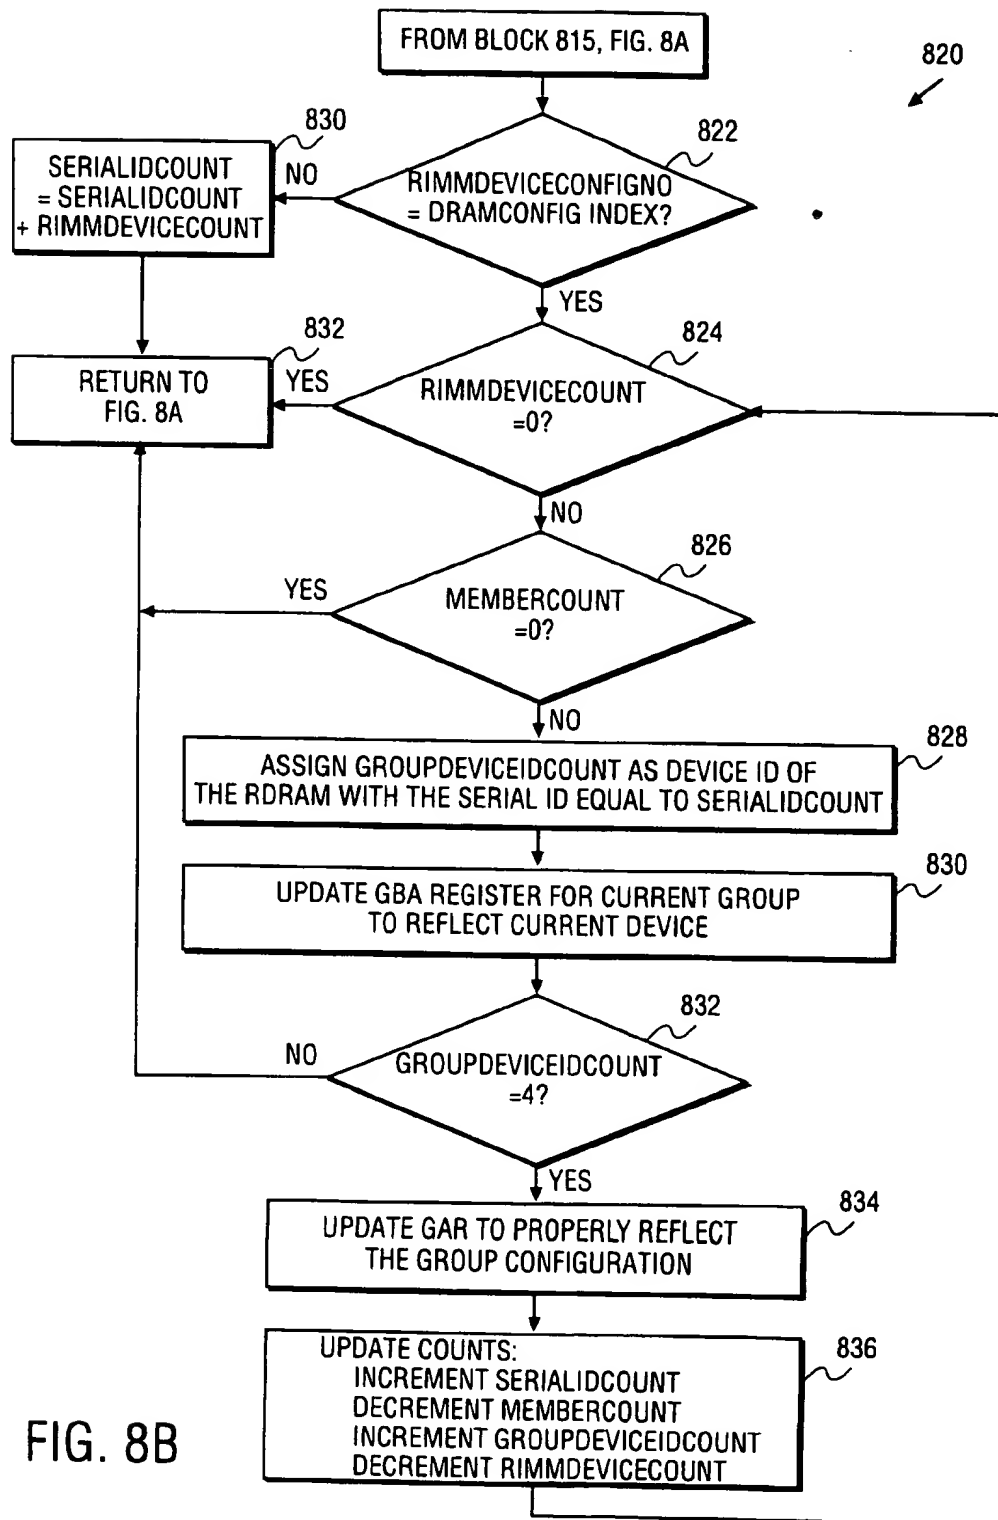 FROM BLOCK 815, FIG. 8A
820
822
RIMMDEVICECONFIGNO
= DRAMCONFIG INDEX?
NO
830
SERIALIDCOUNT
= SERIALIDCOUNT
+ RIMMDEVICECOUNT
YES
824
RIMMDEVICECOUNT
=0?
YES
832
RETURN TO
FIG. 8A
NO
826
MEMBERCOUNT
=0?
YES
NO
828
ASSIGN GROUPDEVICEIDCOUNT AS DEVICE ID OF
THE RDRAM WITH THE SERIAL ID EQUAL TO SERIALIDCOUNT
830
UPDATE GBA REGISTER FOR CURRENT GROUP
TO REFLECT CURRENT DEVICE
832
GROUPDEVICEIDCOUNT
=4?
NO
YES
834
UPDATE GAR TO PROPERLY REFLECT
THE GROUP CONFIGURATION
836
UPDATE COUNTS:
INCREMENT SERIALIDCOUNT
DECREMENT MEMBERCOUNT
INCREMENT GROUPDEVICEIDCOUNT
DECREMENT RIMMDEVICECOUNT
FIG. 8B